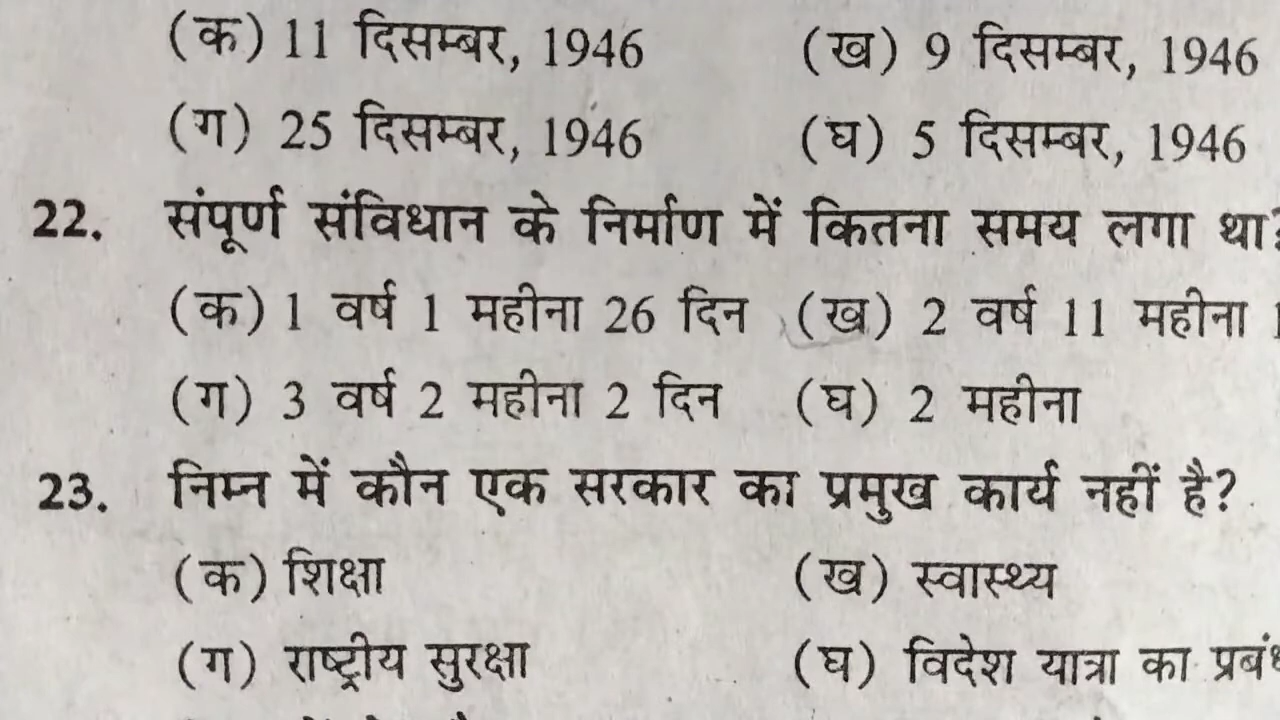 (क) 11 दिसम्बर, 1946 (ख) 9 दिसम्बर, 1946
(ग) 25 दिसम्बर, 1946 (घ) 5 दिसम्बर, 1946
22. संपूर्ण संविधान के निर्माण में कितना समय लगा था?
(क) 1 वर्ष 1 महीना 26 दिन (ख) 2 वर्ष 11 महीना
(ग) 3 वर्ष 2 महीना 2 दिन (घ) 2 महीना
23. निम्न में कौन एक सरकार का प्रमुख कार्य नहीं है?
(क) शिक्षा (ख) स्वास्थ्य
(ग) राष्ट्रीय सुरक्षा (घ) विदेश यात्रा का